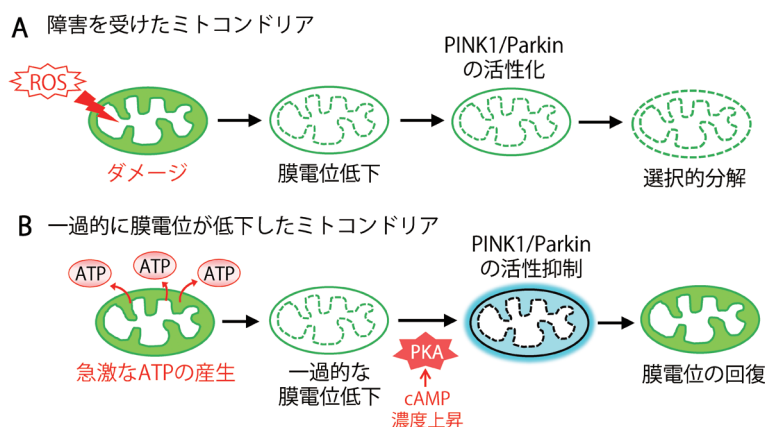 A 障害を受けたミトコンドリア
ROS
ダメージ
膜電位低下
PINK1/Parkin
の活性化
選択的分解
B 一過的に膜電位が低下したミトコンドリア
ATP
ATP
ATP
急激なATPの産生
一過的な
膜電位低下
PKA
cAMP
濃度上昇
PINK1/Parkin
の活性抑制
膜電位の回復